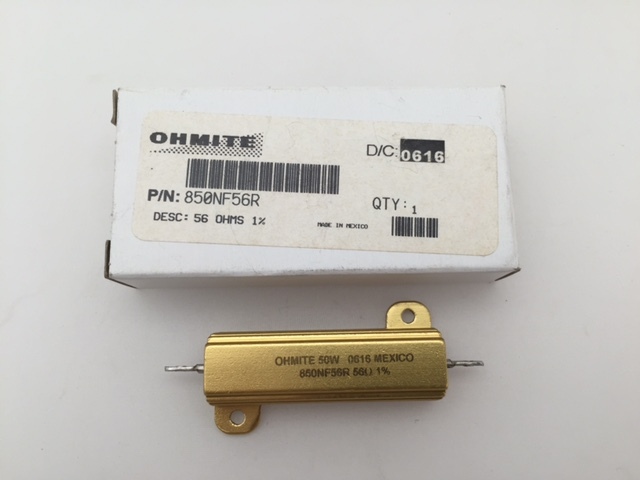 OHMITE
D/C: 0616
P/N: 850NF56R
QTY: 1
DESC: 56 OHMS 1%
MADE IN MEXICO
OHMITE 50W 0616 MEXICO
850NF56R 56Ω 1%